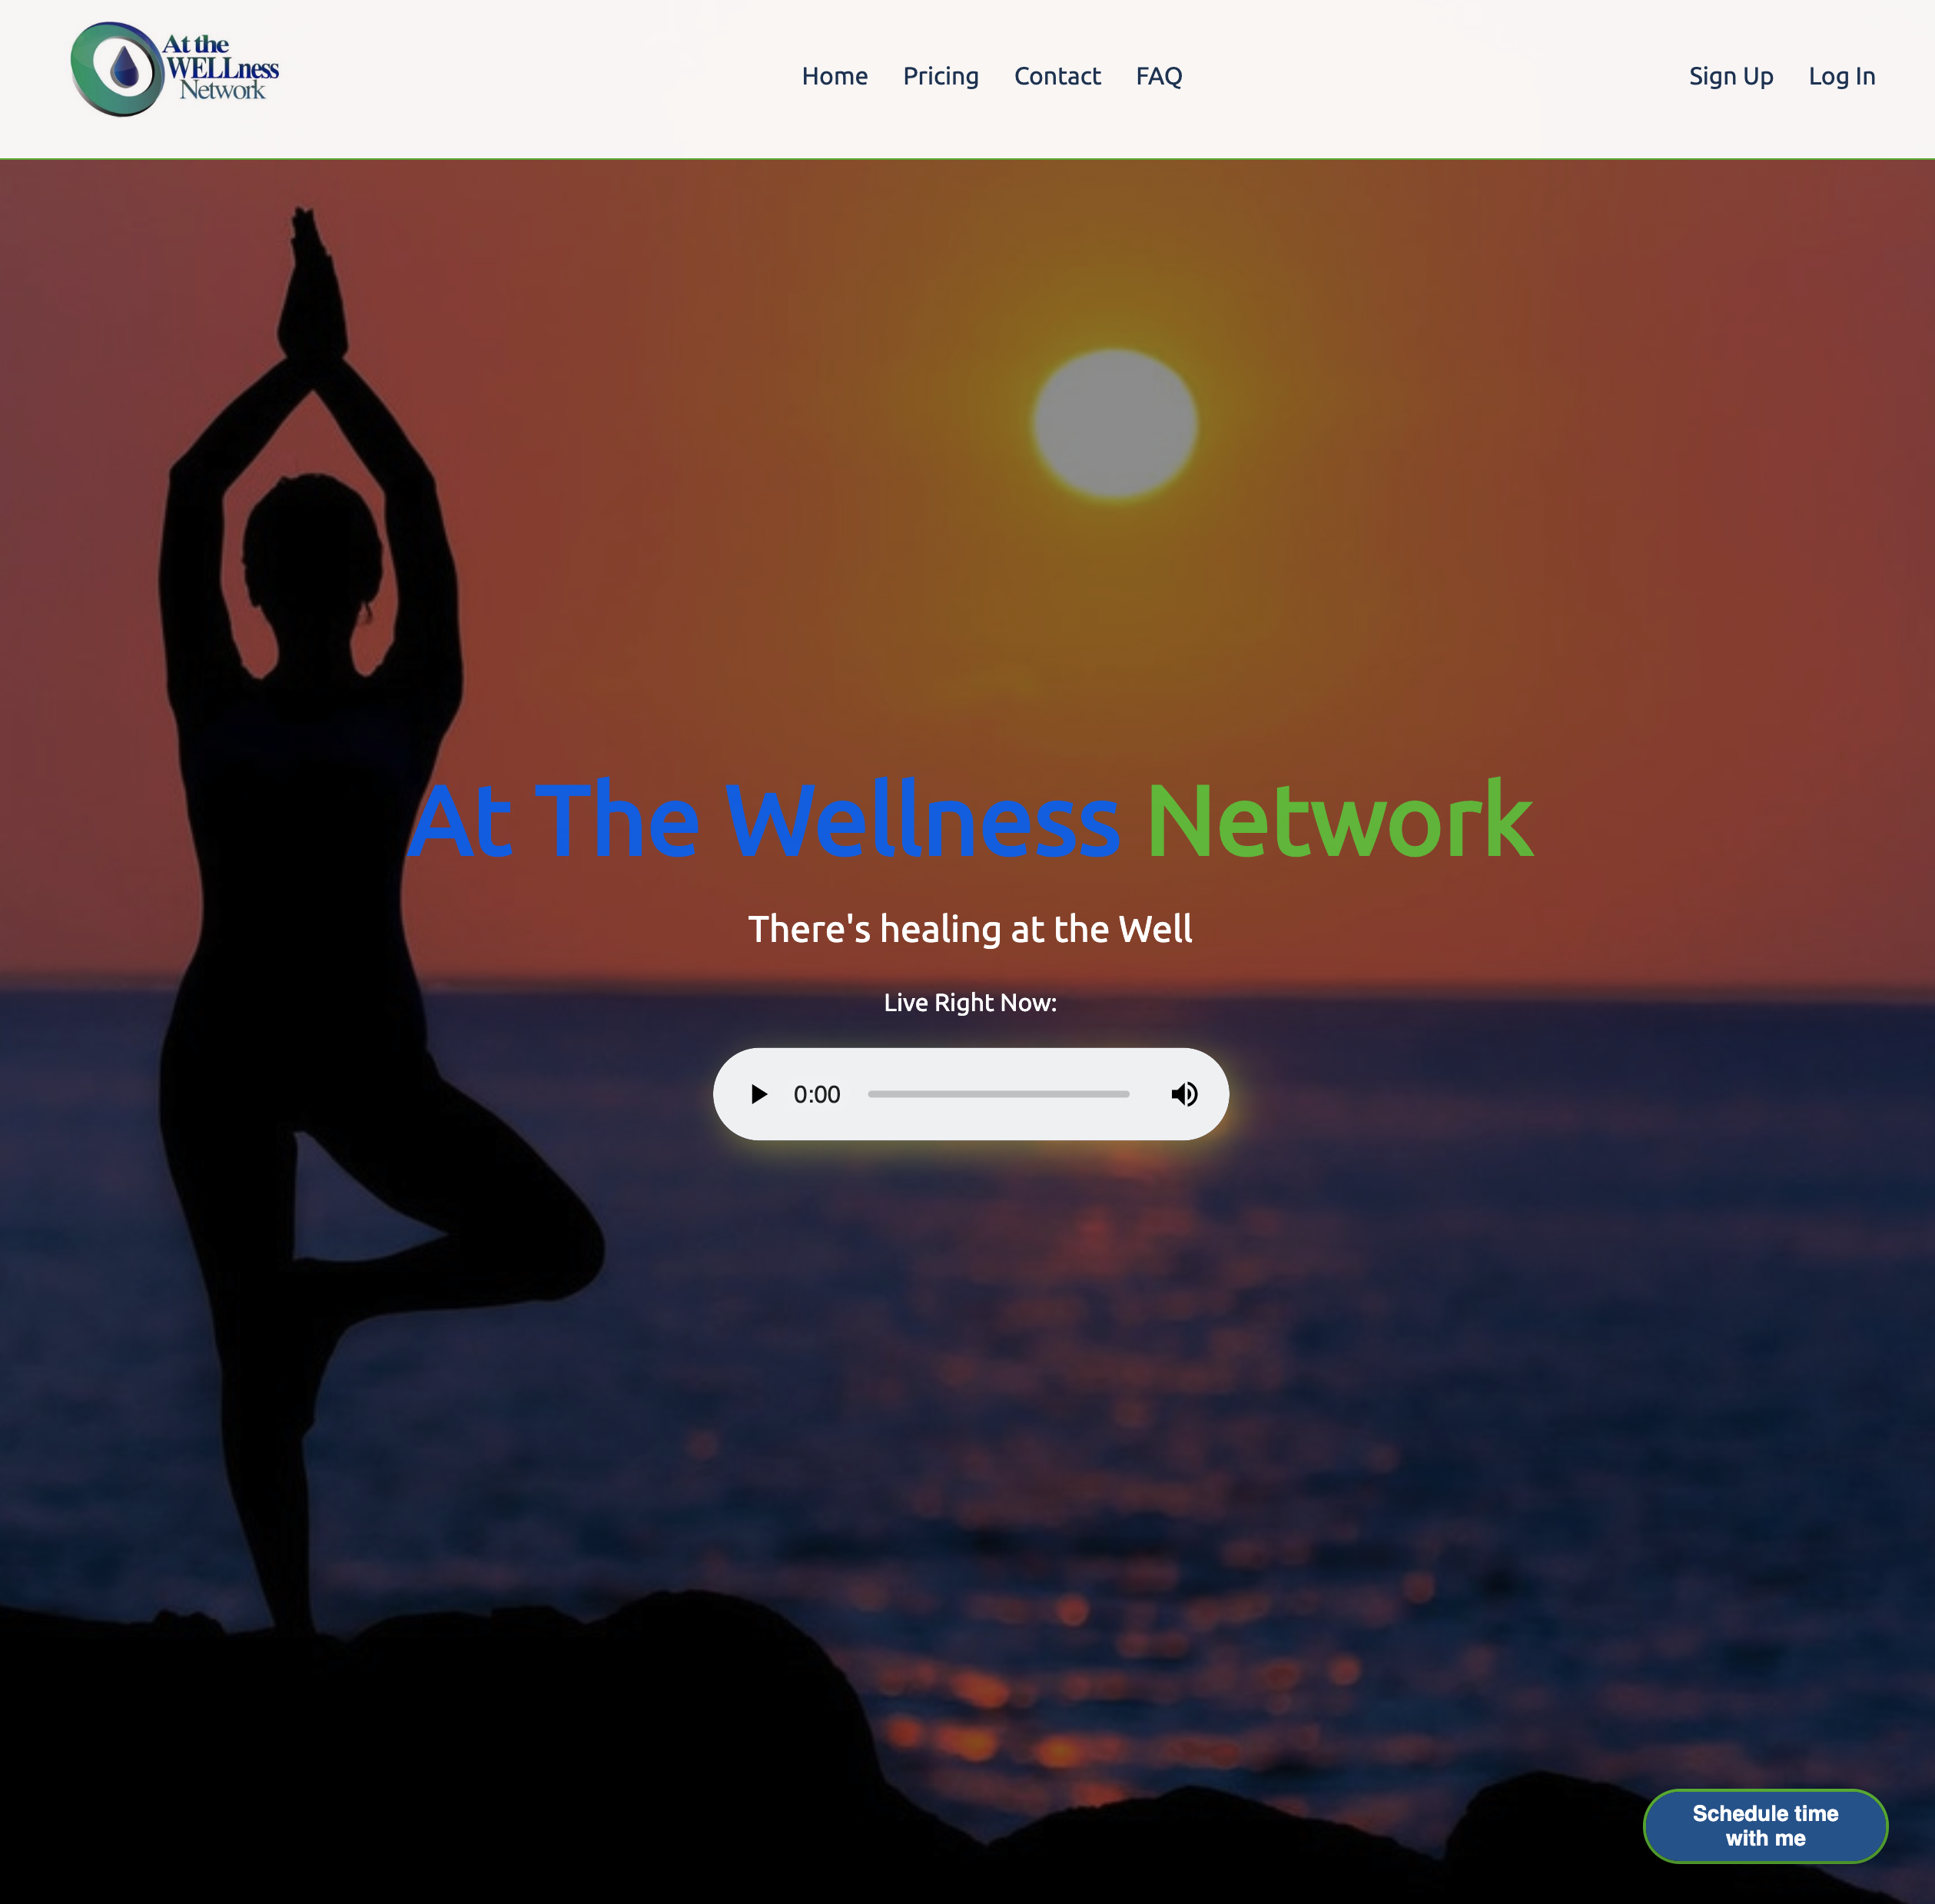 At the
WELLness
Network
Home Pricing Contact FAQ
Sign Up Log In
At The Wellness Network
There's healing at the Well
Live Right Now:
0:00
Schedule time
with me